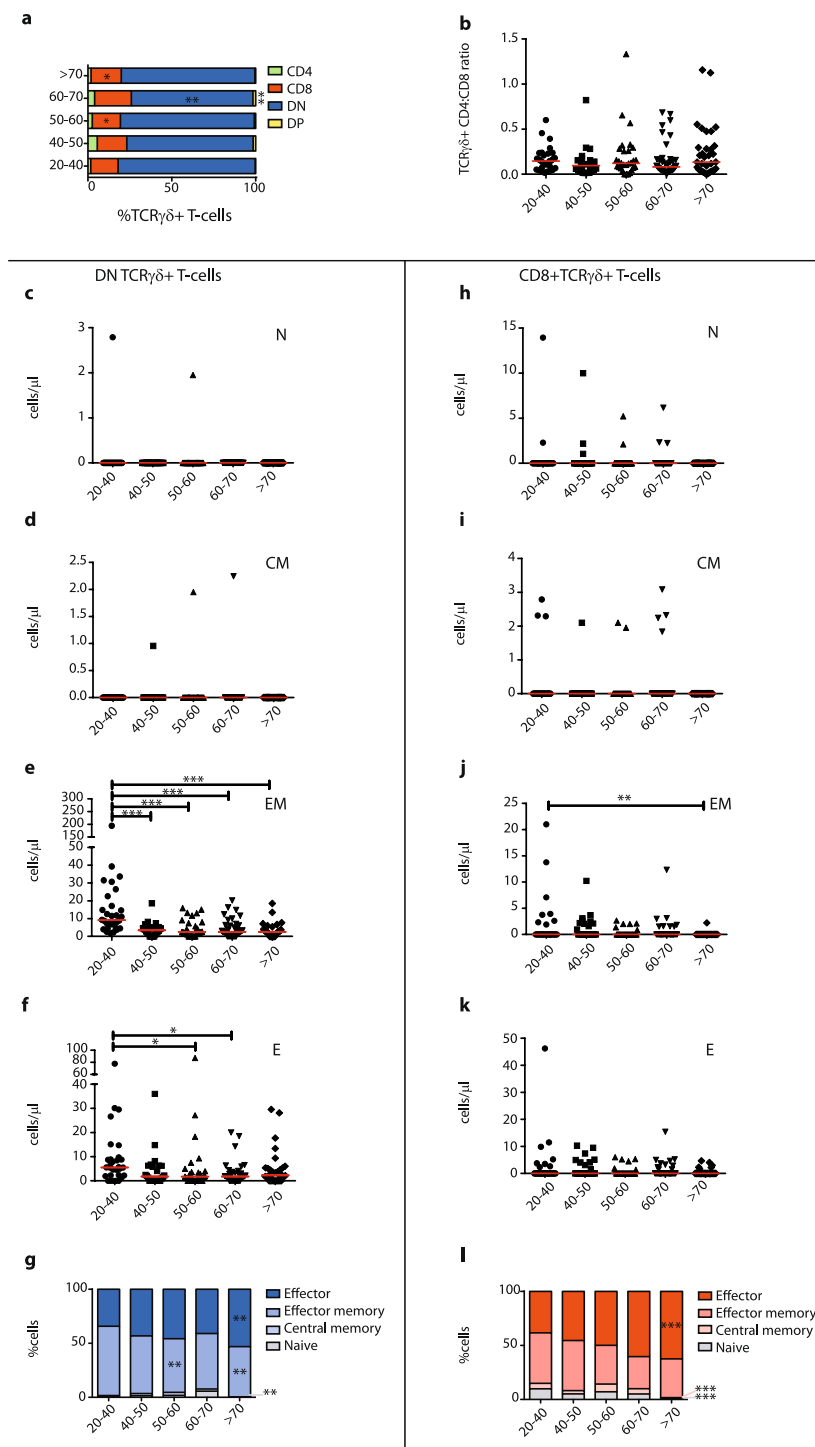 a
>70
60-70
50-60
40-50
20-40
*
**
*
**
0 50 100
%TCRγδ+ T-cells
CD4
CD8
DN
DP
b
TCRγδ+ CD4:CD8 ratio
1.5
1.0
0.5
0.0
20-40 40-50 50-60 60-70 >70
DN TCRγδ+ T-cells
c
N
cells/μl
3
2
1
0
20-40 40-50 50-60 60-70 >70
d
CM
cells/μl
2.5
2.0
1.5
1.0
0.5
0.0
20-40 40-50 50-60 60-70 >70
e
***
***
***
***
EM
cells/μl
300
250
200
150
50
40
30
20
10
0
20-40 40-50 50-60 60-70 >70
f
*
*
E
cells/μl
100
80
60
40
30
20
10
0
20-40 40-50 50-60 60-70 >70
g
%cells
100
50
0
**
**
**
**
20-40 40-50 50-60 60-70 >70
Effector
Effector memory
Central memory
Naive
CD8+TCRγδ+ T-cells
h
N
cells/μl
15
10
5
0
20-40 40-50 50-60 60-70 >70
i
CM
cells/μl
4
3
2
1
0
20-40 40-50 50-60 60-70 >70
j
**
EM
cells/μl
25
20
15
10
5
0
20-40 40-50 50-60 60-70 >70
k
E
cells/μl
50
40
30
20
10
0
20-40 40-50 50-60 60-70 >70
l
%cells
100
50
0
***
***
***
20-40 40-50 50-60 60-70 >70
Effector
Effector memory
Central memory
Naive